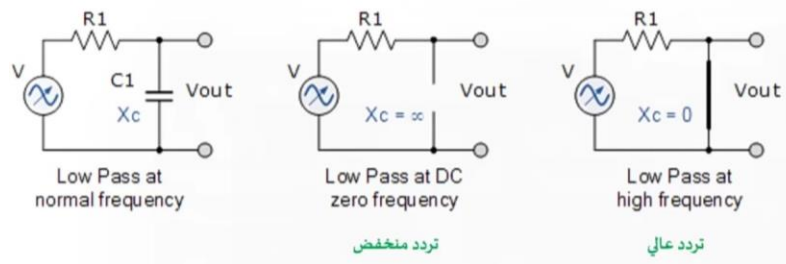 R1
V
C1
Xc
Vout
Low Pass at
normal frequency
R1
V
Xc = ∞
Vout
Low Pass at DC
zero frequency
تردد منخفض
R1
V
Xc = 0
Vout
Low Pass at
high frequency
تردد عالي